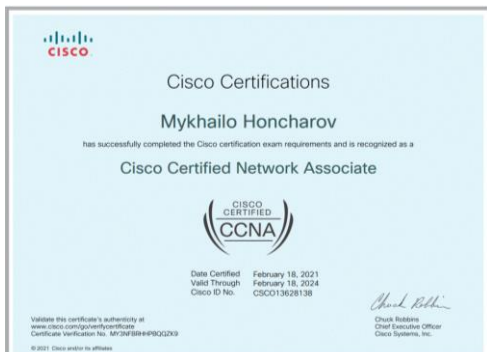 CISCO
Cisco Certifications
Mykhailo Honcharov
has successfully completed the Cisco certification exam requirements and is recognized as a
Cisco Certified Network Associate
CISCO
CERTIFIED
CCNA
Date Certified February 18, 2021
Valid Through February 18, 2024
Cisco ID No. CSCO13628138
Chuck Robbins
Validate this certificate's authenticity at
www.cisco.com/go/verifycertificate
Certificate Verification No.
Chuck Robbins
Chief Executive Officer
Cisco Systems, Inc.
© 2021 Cisco and/or its affiliates